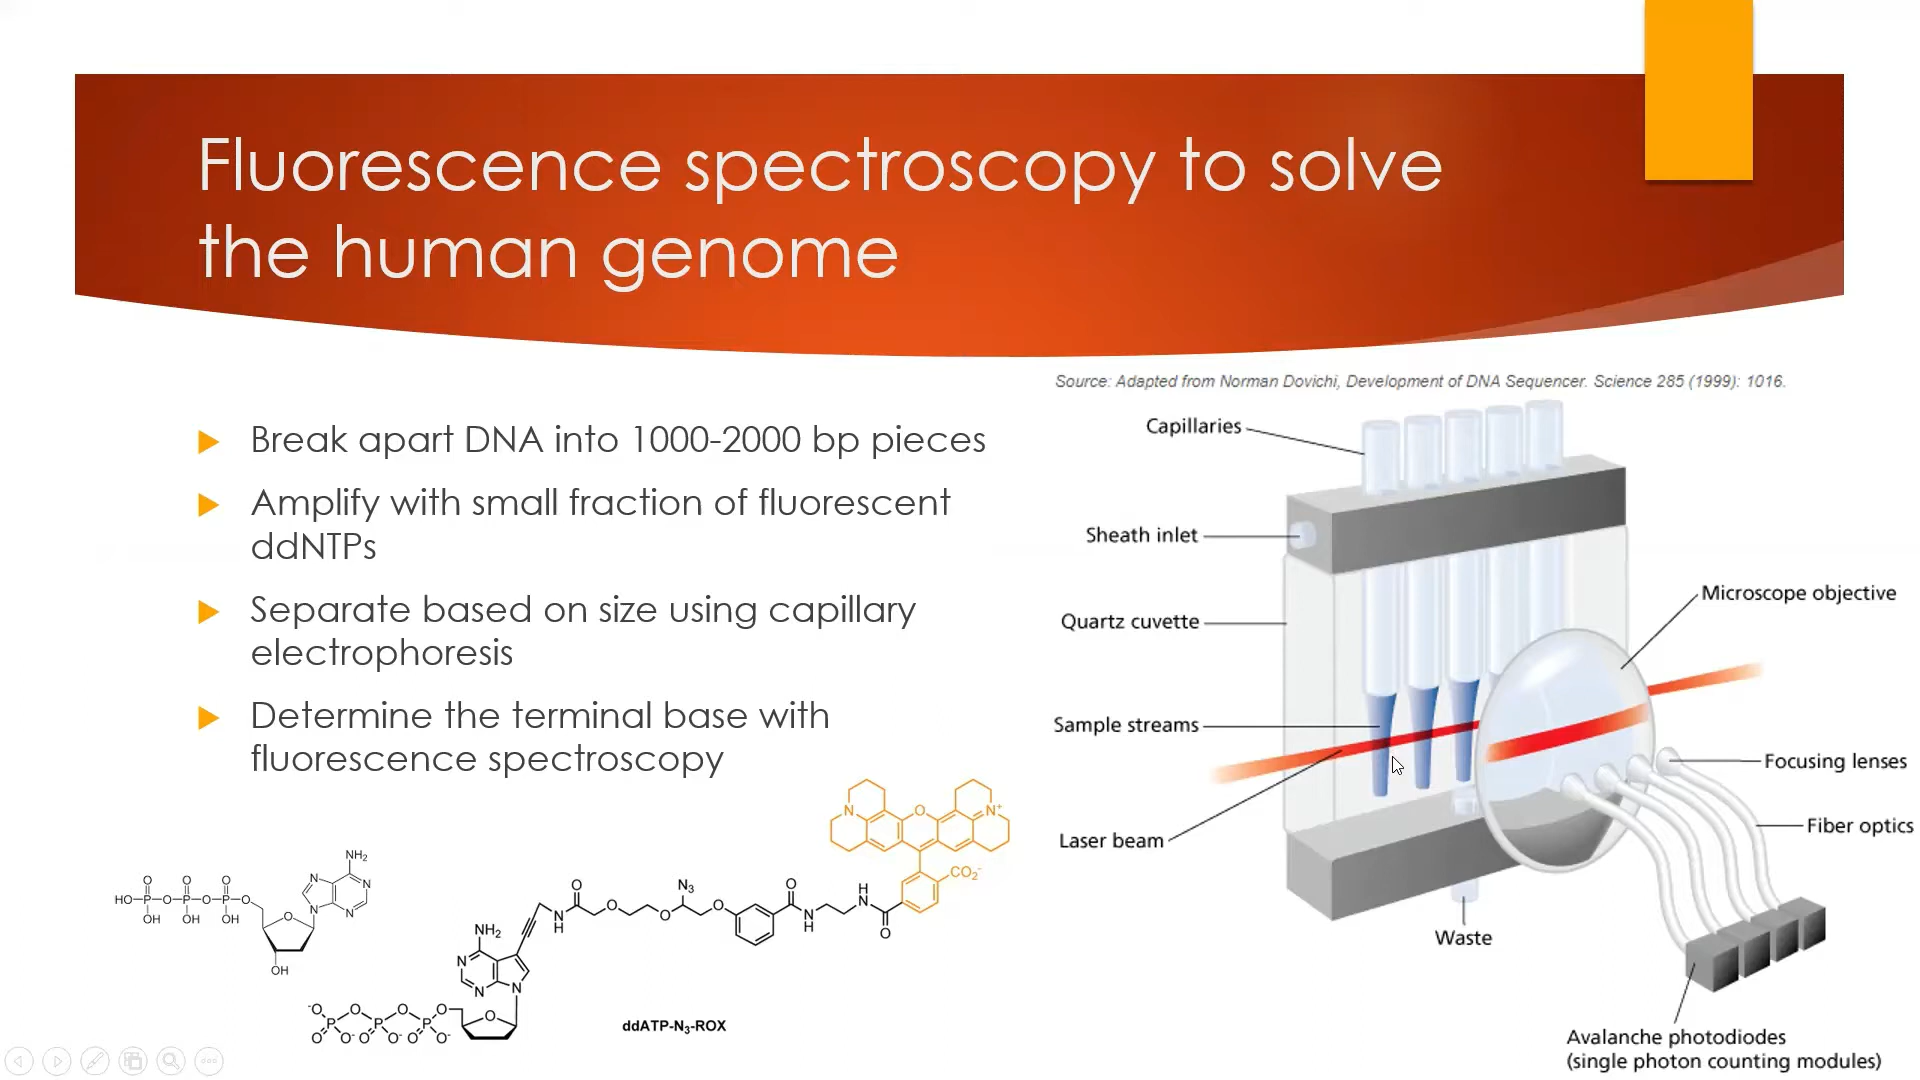 Fluorescence spectroscopy to solve
the human genome
Source: Adapted from Norman Dovichi, Development of DNA Sequencer. Science 285 (1999): 1016.
Break apart DNA into 1000-2000 bp pieces
Amplify with small fraction of fluorescent
ddNTPs
Separate based on size using capillary
electrophoresis
Determine the terminal base with
fluorescence spectroscopy
Capillaries
Sheath inlet
Quartz cuvette
Sample streams
Laser beam
Waste
Microscope objective
Focusing lenses
Fiber optics
Avalanche photodiodes
(single photon counting modules)
NH₂
N
N
N
N
O
O
O
HO
P
O
P
O
P
O
OH
OH
OH
O
OH
N
O
N⁺
CO₂⁻
O
N
H
O
O
N₃
O
O
O
N
H
H
N
O
NH₂
N
N
N
⁻O
O
O
O
O
P
P
P
O
O⁻
O
O⁻
O
O⁻
ddATP-N₃-ROX